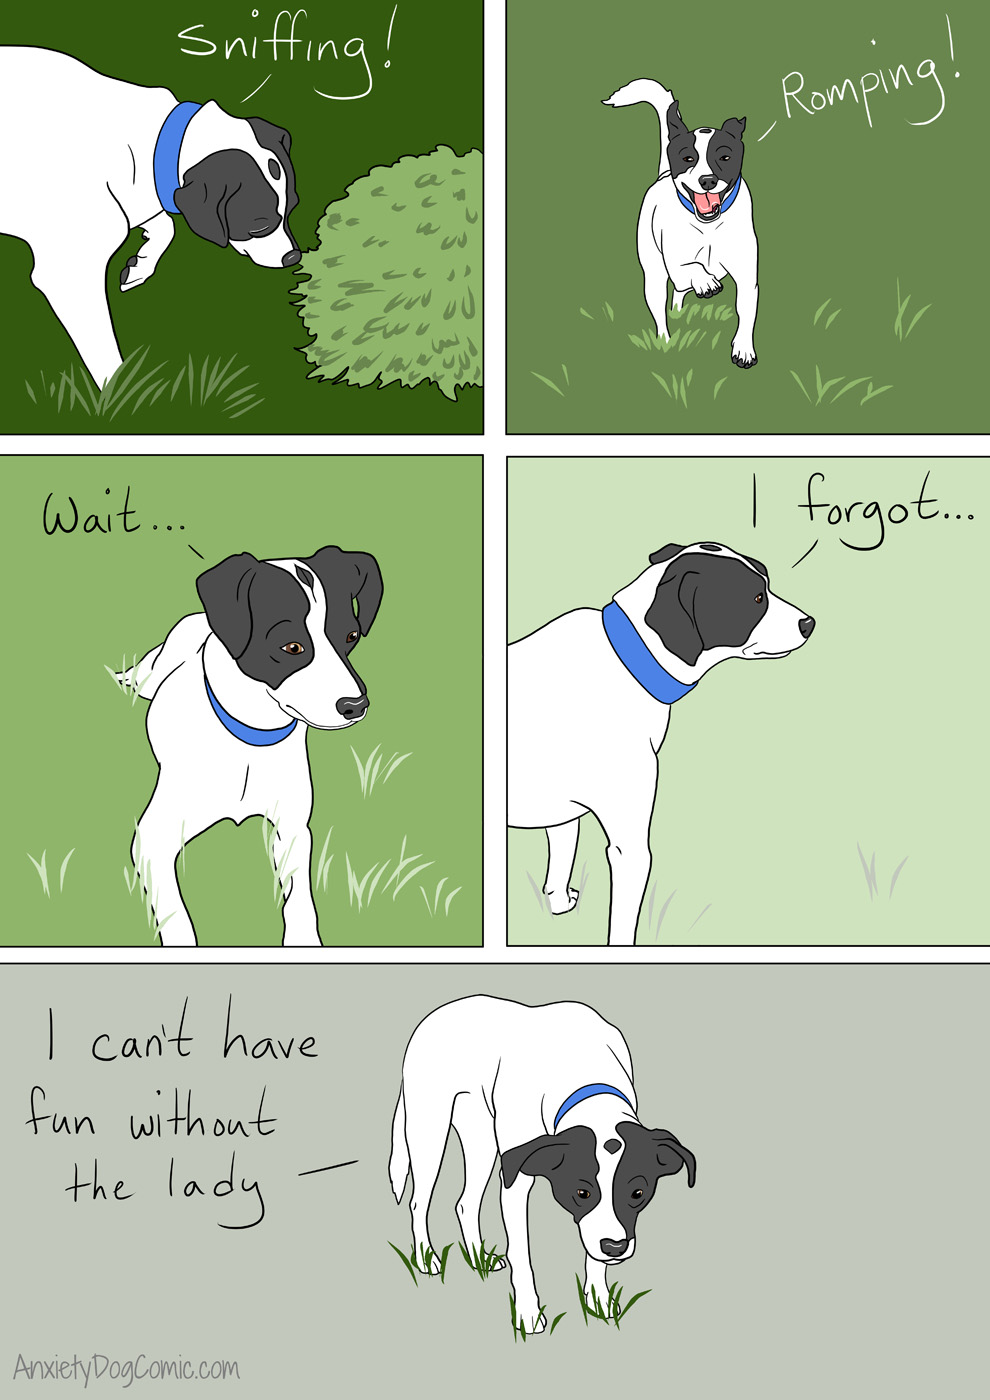 Sniffing!
Romping!
Wait...
I forgot...
I can't have
fun without
the lady
AnxietyDogComic.com